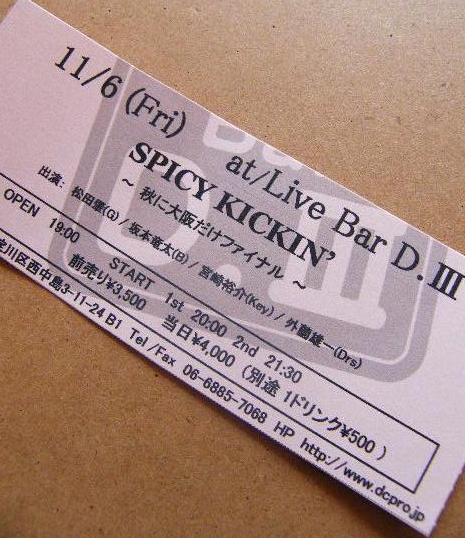 11/6 (Fri) at/Live Bar D.III
SPICY KICKIN'
~ 秋に大阪だけファイナル ~
出演: 松田肇(G) / 坂本竜太(B) / 宮崎裕介(Key) / 外薗雄一(Drs)
OPEN 19:00 START 1st 20:00 2nd 21:30
前売り¥3,500 当日¥4,000 (別途 1ドリンク¥500 )
淀川区西中島3-11-24 B1 Tel/Fax 06-6885-7068 HP http://www.dcpro.jp
Ba
D.III